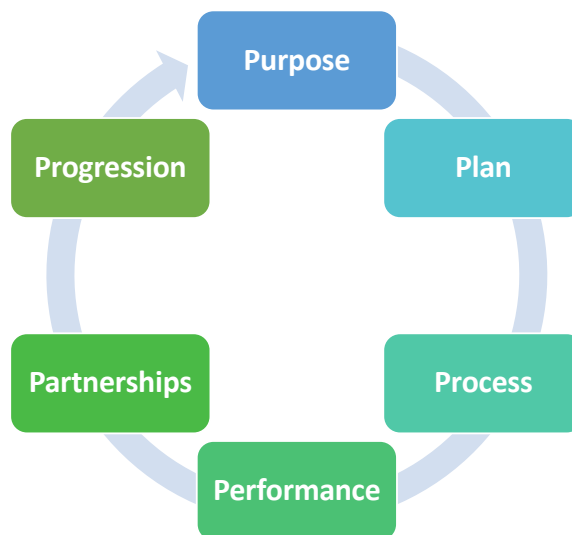 Purpose
Plan
Process
Performance
Partnerships
Progression